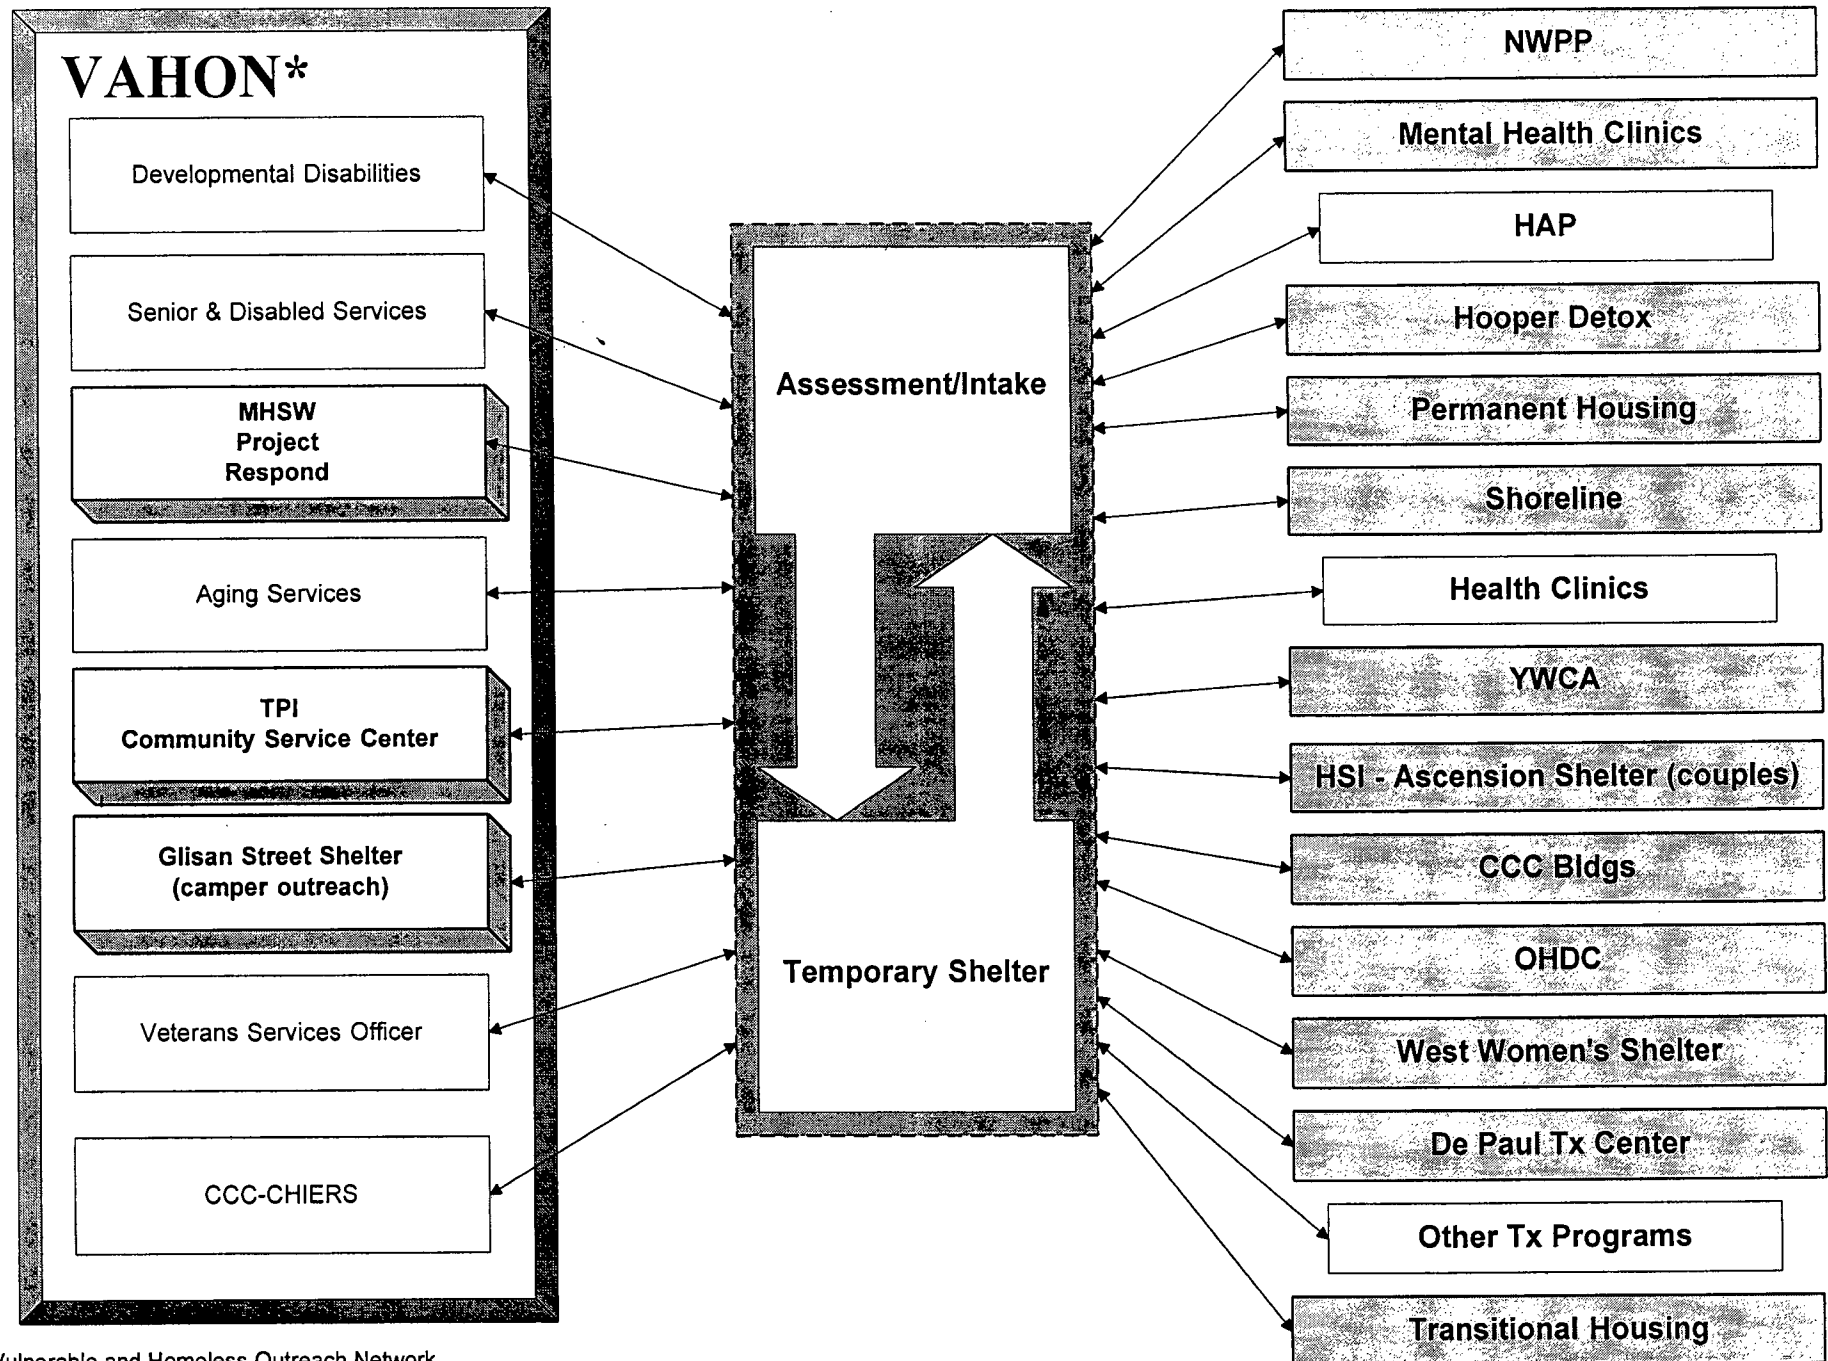 VAHON*
Developmental Disabilities
Senior & Disabled Services
MHSW
Project
Respond
Aging Services
TPI
Community Service Center
Glisan Street Shelter
(camper outreach)
Veterans Services Officer
CCC-CHIERS
Assessment/Intake
Temporary Shelter
NWPP
Mental Health Clinics
HAP
Hooper Detox
Permanent Housing
Shoreline
Health Clinics
YWCA
HSI - Ascension Shelter (couples)
CCC Bldgs
OHDC
West Women's Shelter
De Paul Tx Center
Other Tx Programs
Transitional Housing
Vulnerable and Homeless Outreach Network